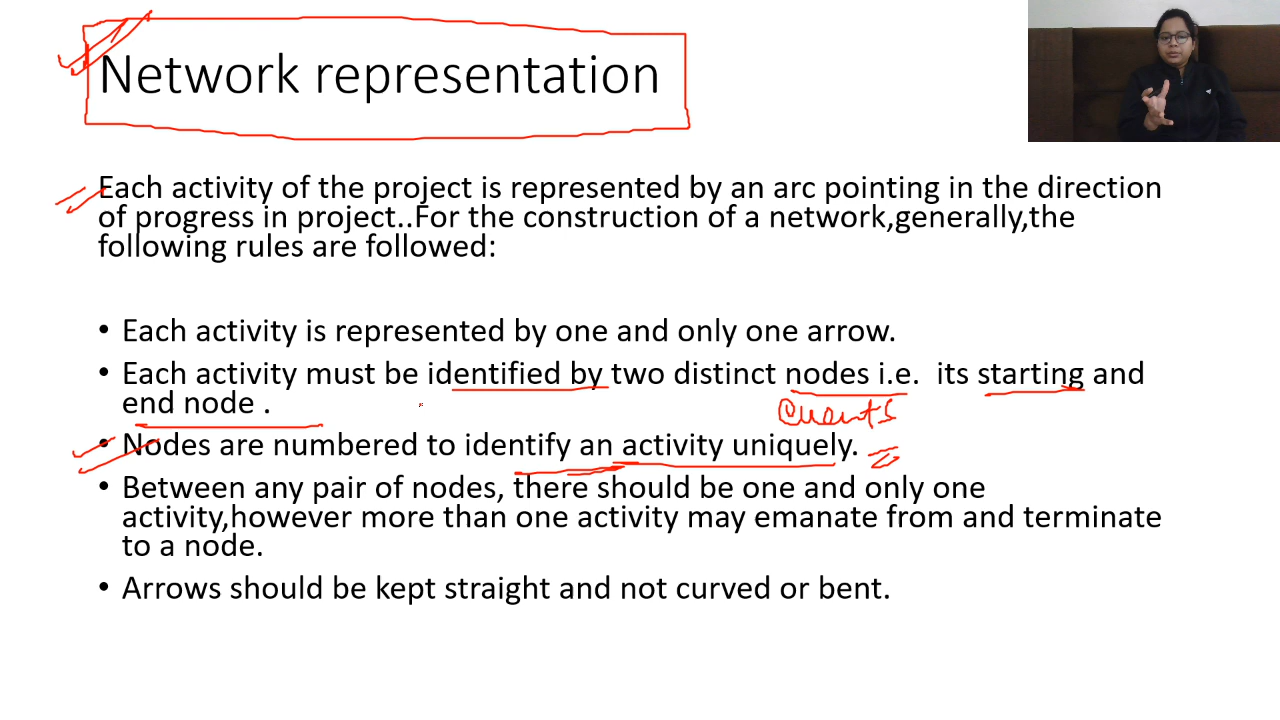 Network representation
Each activity of the project is represented by an arc pointing in the direction
of progress in project..For the construction of a network,generally,the
following rules are followed:
• Each activity is represented by one and only one arrow.
• Each activity must be identified by two distinct nodes i.e. its starting and
end node .
events
• Nodes are numbered to identify an activity uniquely.
• Between any pair of nodes, there should be one and only one
activity,however more than one activity may emanate from and terminate
to a node.
• Arrows should be kept straight and not curved or bent.